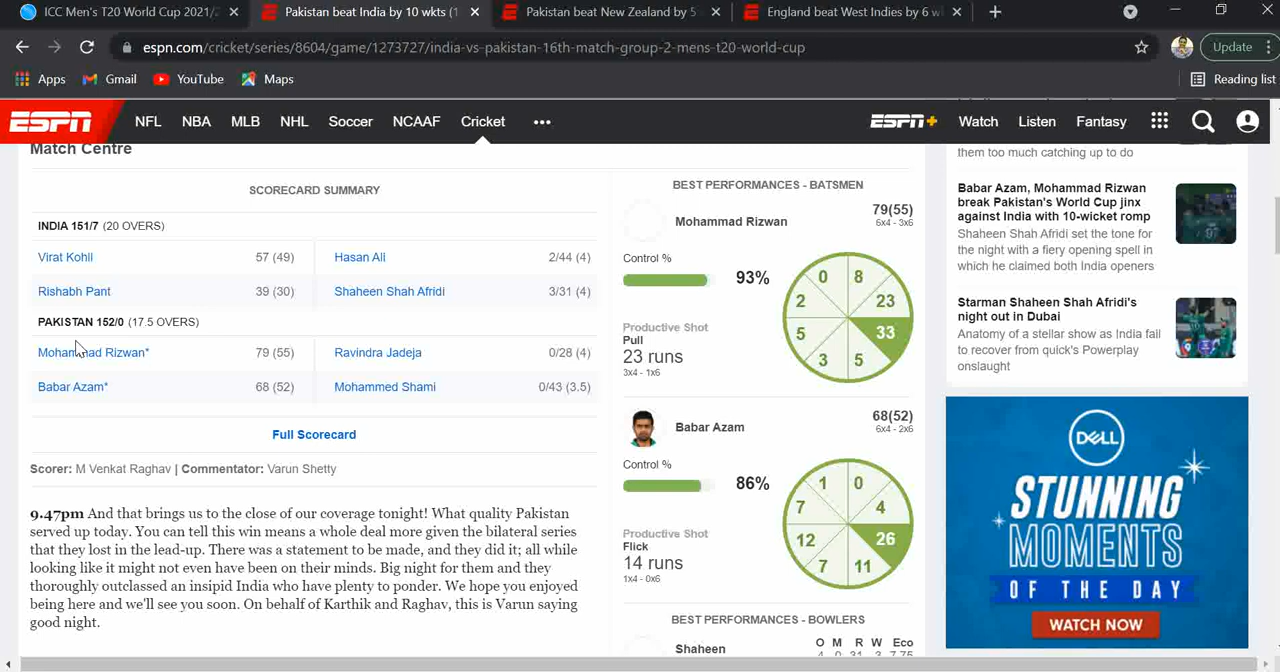 ICC Men's T20 World Cup 2021/
Pakistan beat India by 10 wkts (1
Pakistan beat New Zealand by 5
England beat West Indies by 6 w
espn.com/cricket/series/8604/game/1273727/india-vs-pakistan-16th-match-group-2-mens-t20-world-cup
Update
Apps
Gmail
YouTube
Maps
Reading list
ESPN
NFL
NBA
MLB
NHL
Soccer
NCAAF
Cricket
•••
ESPN+
Watch
Listen
Fantasy
Match Centre
SCORECARD SUMMARY
INDIA 151/7 (20 OVERS)
Virat Kohli 57 (49) Hasan Ali 2/44 (4)
Rishabh Pant 39 (30) Shaheen Shah Afridi 3/31 (4)
PAKISTAN 152/0 (17.5 OVERS)
Mohammad Rizwan* 79 (55) Ravindra Jadeja 0/28 (4)
Babar Azam* 68 (52) Mohammed Shami 0/43 (3.5)
Full Scorecard
Scorer: M Venkat Raghav | Commentator: Varun Shetty
9.47pm And that brings us to the close of our coverage tonight! What quality Pakistan
served up today. You can tell this win means a whole deal more given the bilateral series
that they lost in the lead-up. There was a statement to be made, and they did it; all while
looking like it might not even have been on their minds. Big night for them and they
thoroughly outclassed an insipid India who have plenty to ponder. We hope you enjoyed
being here and we'll see you soon. On behalf of Karthik and Raghav, this is Varun saying
good night.
BEST PERFORMANCES - BATSMEN
Mohammad Rizwan
79(55)
6x4 - 3x6
Control %
93%
Productive Shot
Pull
23 runs
3x4 - 1x6
0 8
2 23
5 33
3 5
Babar Azam
68(52)
6x4 - 2x6
Control %
86%
Productive Shot
Flick
14 runs
1x4 - 0x6
1 0
7 4
12 26
7 11
BEST PERFORMANCES - BOWLERS
O M R W Eco
Shaheen 4 0 31 3 7.75
them too much catching up to do
Babar Azam, Mohammad Rizwan
break Pakistan's World Cup jinx
against India with 10-wicket romp
Shaheen Shah Afridi set the tone for
the night with a fiery opening spell in
which he claimed both India openers
Starman Shaheen Shah Afridi's
night out in Dubai
Anatomy of a stellar show as India fail
to recover from quick's Powerplay
onslaught
DELL
STUNNING
MOMENTS
OF THE DAY
WATCH NOW